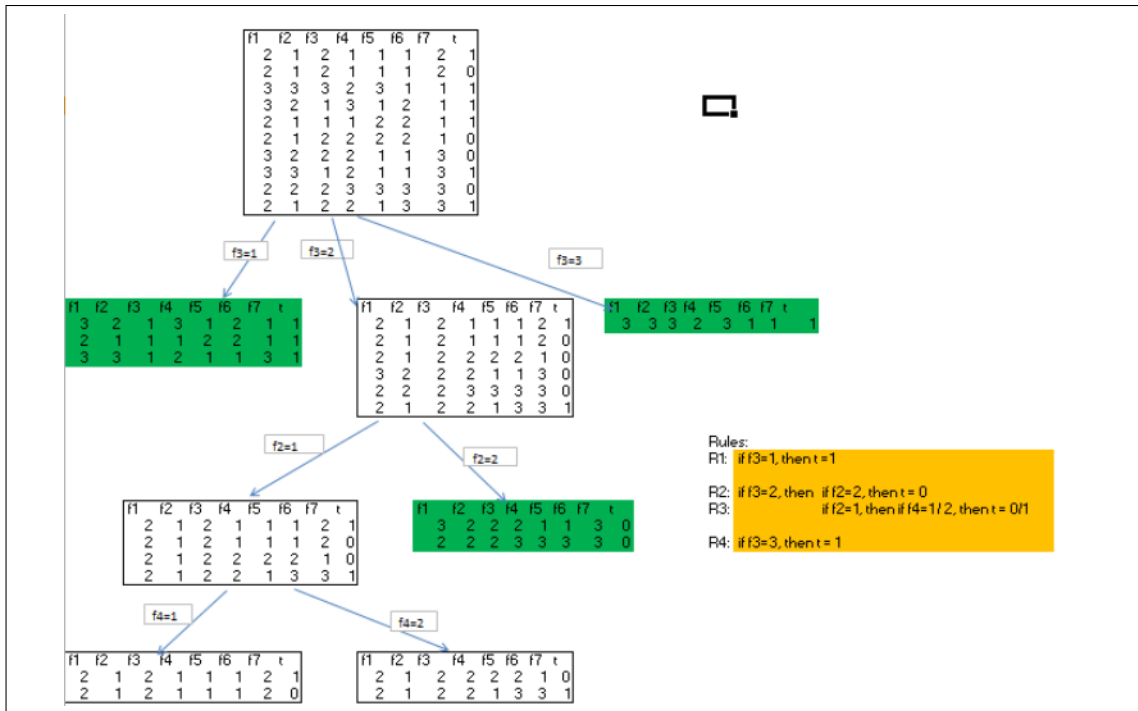 f1 f2 f3 f4 f5 f6 f7 t
2 1 2 1 1 1 2 1
2 1 2 1 1 1 2 0
3 3 3 2 3 1 1 1
3 2 1 3 1 2 1 1
2 1 1 1 2 2 1 1
2 1 2 2 2 2 1 0
3 2 2 2 1 1 3 0
3 3 1 2 1 1 3 1
2 2 2 3 3 3 3 0
2 1 2 2 1 3 3 1
f3=1
f3=2
f3=3
f1 f2 f3 f4 f5 f6 f7 t
3 2 1 3 1 2 1 1
2 1 1 1 2 2 1 1
3 3 1 2 1 1 3 1
f1 f2 f3 f4 f5 f6 f7 t
2 1 2 1 1 1 2 1
2 1 2 1 1 1 2 0
2 1 2 2 2 2 1 0
3 2 2 2 1 1 3 0
2 2 2 3 3 3 3 0
2 1 2 2 1 3 3 1
f1 f2 f3 f4 f5 f6 f7 t
3 3 3 2 3 1 1 1
f2=1
f2=2
f1 f2 f3 f4 f5 f6 f7 t
2 1 2 1 1 1 2 1
2 1 2 1 1 1 2 0
2 1 2 2 2 2 1 0
2 1 2 2 1 3 3 1
f1 f2 f3 f4 f5 f6 f7 t
3 2 2 2 1 1 3 0
2 2 2 3 3 3 3 0
Rules:
R1: if f3=1, then t =1
R2: if f3=2, then if f2=2, then t = 0
R3: if f2=1, then if f4=1/ 2, then t = 0/1
R4: if f3=3, then t = 1
f4=1
f4=2
f1 f2 f3 f4 f5 f6 f7 t
2 1 2 1 1 1 2 1
2 1 2 1 1 1 2 0
f1 f2 f3 f4 f5 f6 f7 t
2 1 2 2 2 2 1 0
2 1 2 2 1 3 3 1